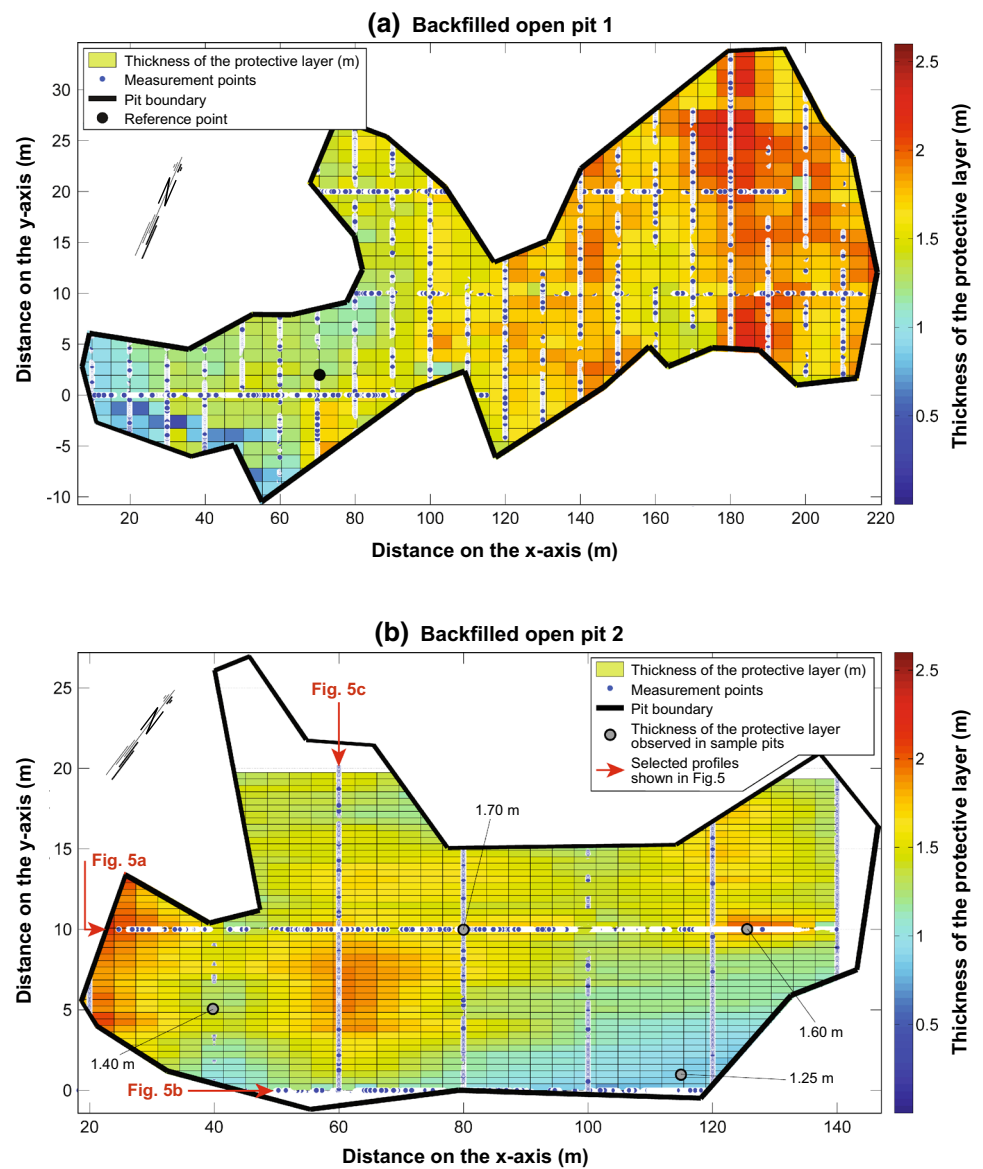 (a) Backfilled open pit 1
Thickness of the protective layer (m)
Measurement points
Pit boundary
Reference point
N
30
25
20
15
10
5
0
-5
-10
Distance on the y-axis (m)
20 40 60 80 100 120 140 160 180 200 220
Distance on the x-axis (m)
2.5
2
1.5
1
0.5
Thickness of the protective layer (m)
(b) Backfilled open pit 2
Thickness of the protective layer (m)
Measurement points
Pit boundary
Thickness of the protective layer
observed in sample pits
Selected profiles
shown in Fig.5
N
Fig. 5c
Fig. 5a
Fig. 5b
1.70 m
1.60 m
1.40 m
1.25 m
25
20
15
10
5
0
Distance on the y-axis (m)
20 40 60 80 100 120 140
Distance on the x-axis (m)
2.5
2
1.5
1
0.5
Thickness of the protective layer (m)